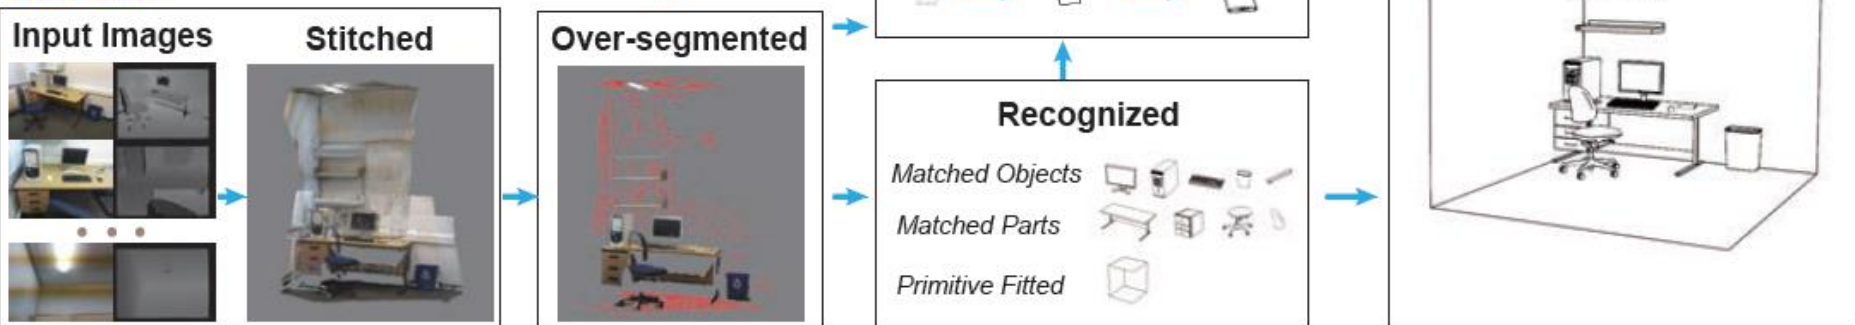 Input Images
Stitched
Over-segmented
Recognized
Matched Objects
Matched Parts
Primitive Fitted